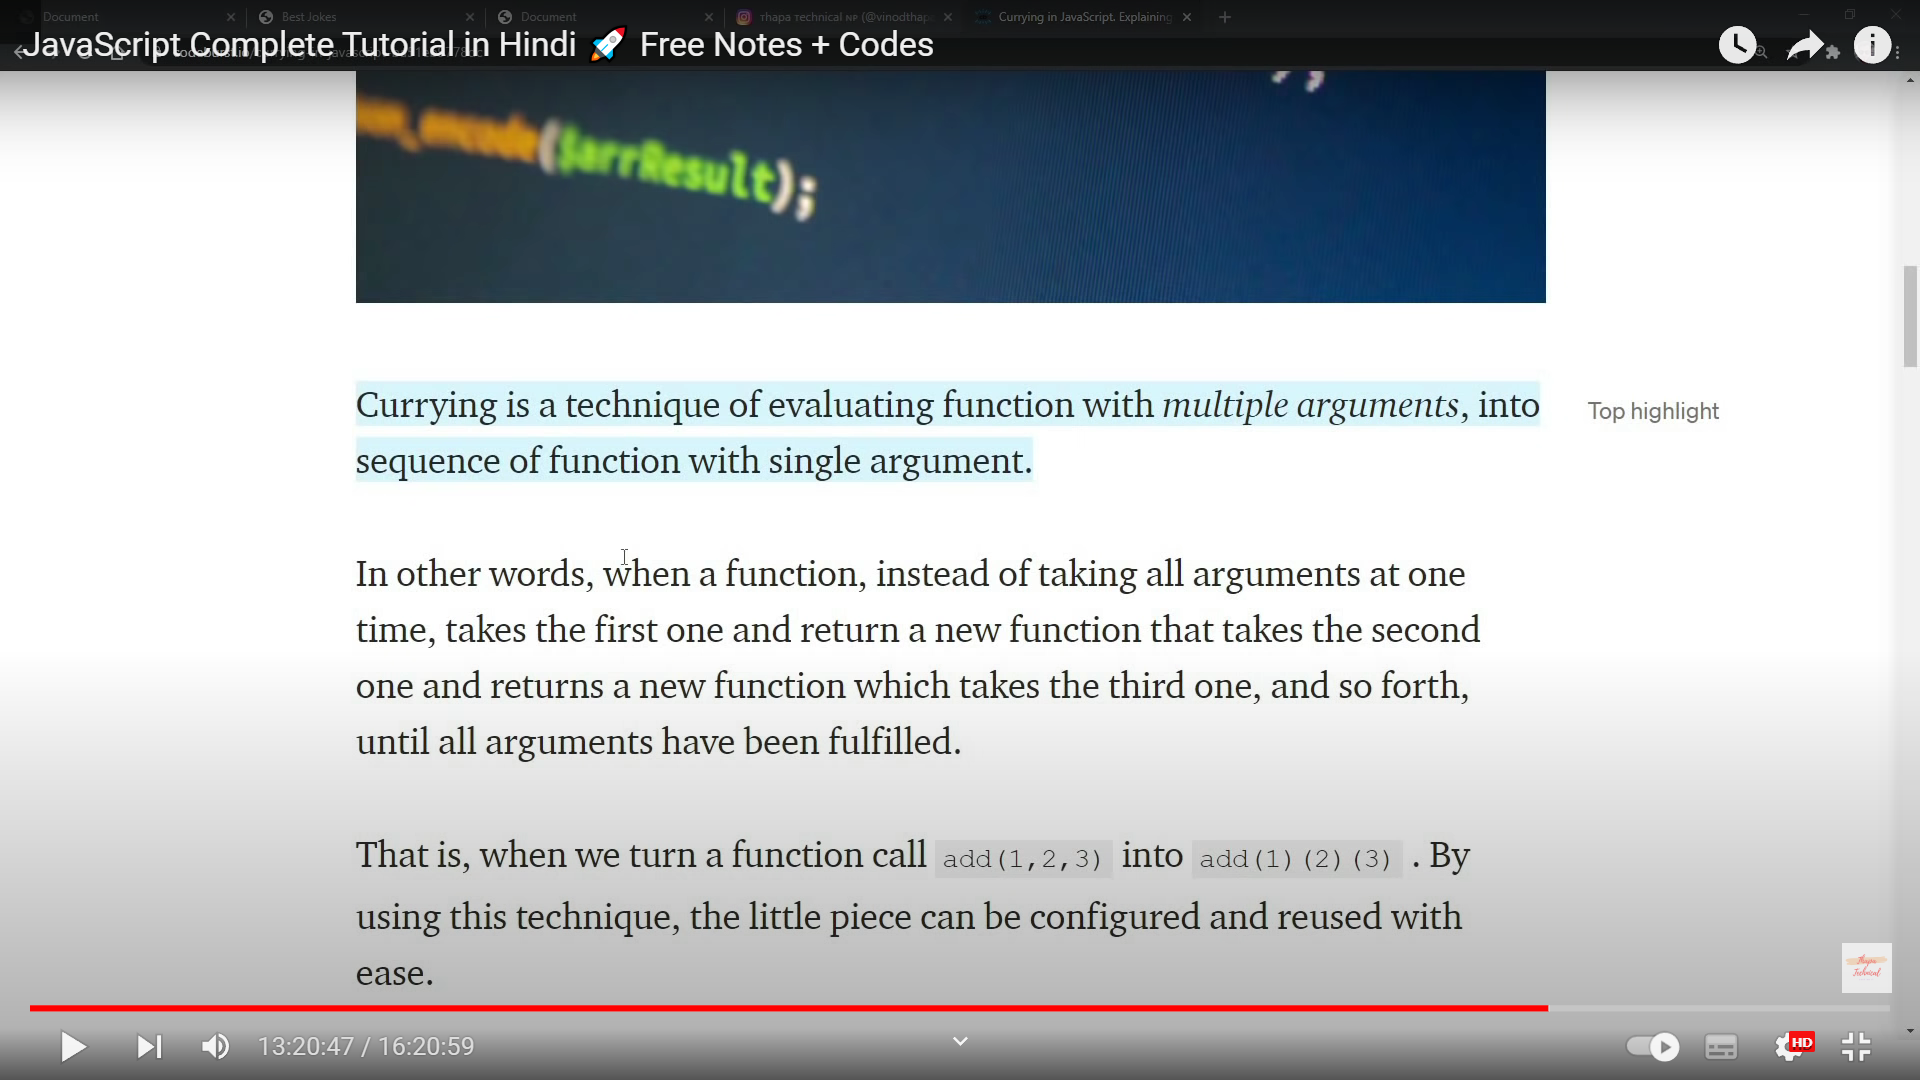 Document
Best Jokes
Document
Thapa Technical NP (@vinodthapa
Currying in JavaScript. Explaining
JavaScript Complete Tutorial in Hindi 🚀 Free Notes + Codes
_encode($arrResult);
Currying is a technique of evaluating function with multiple arguments, into
sequence of function with single argument.
Top highlight
In other words, when a function, instead of taking all arguments at one
time, takes the first one and return a new function that takes the second
one and returns a new function which takes the third one, and so forth,
until all arguments have been fulfilled.
That is, when we turn a function call add(1,2,3) into add(1)(2)(3) . By
using this technique, the little piece can be configured and reused with
ease.
Thapa
Technical
13:20:47 / 16:20:59
HD